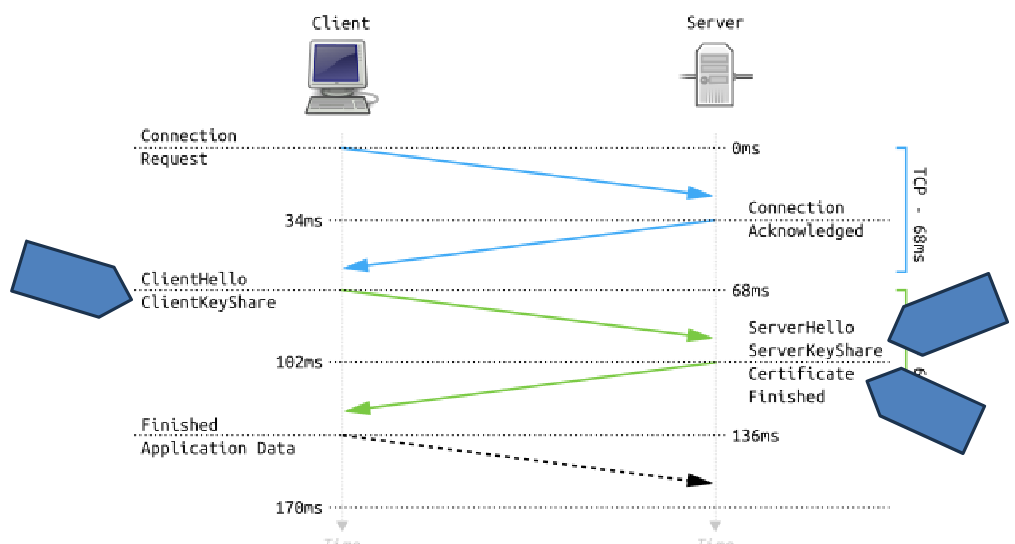 Client
Server
Connection
Request
0ms
TCP - 68ms
34ms
Connection
Acknowledged
ClientHello
ClientKeyShare
68ms
ServerHello
ServerKeyShare
102ms
Certificate
Finished
Finished
Application Data
136ms
170ms
Time
Time